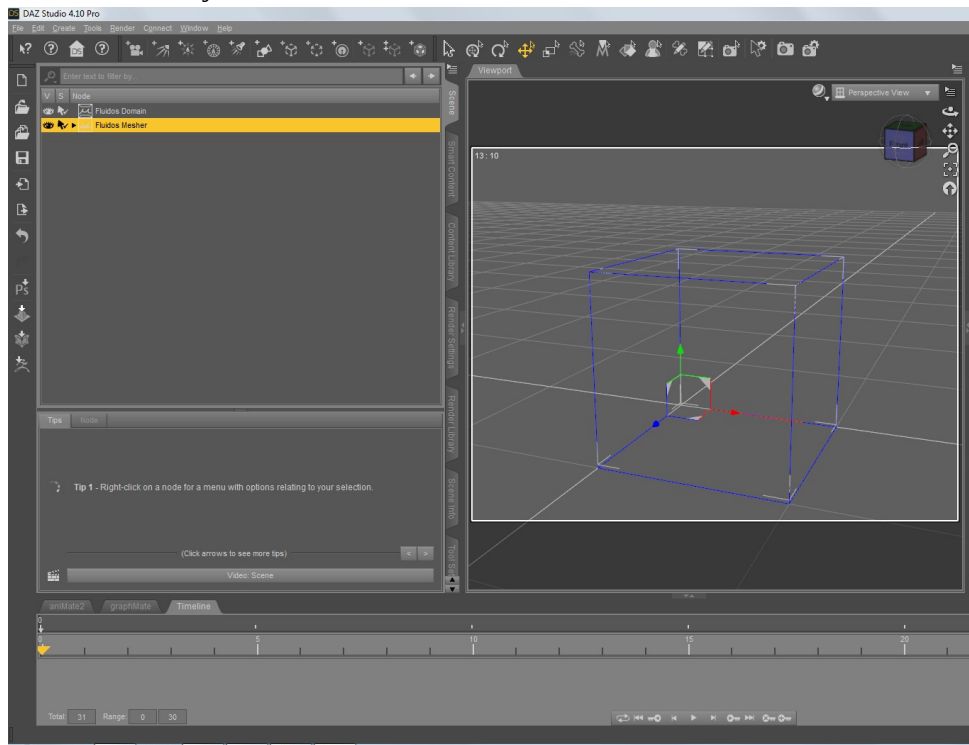 DS DAZ Studio 4.10 Pro
File Edit Create Tools Render Connect Window Help
Enter text to filter by...
V S Node
Fluidos Domain
Fluidos Mesher
Scene
Smart Content
Content Library
Render Settings
Render Library
Scene Info
Tool Se
Viewport
Perspective View
13 : 10
Front
Tips Node
Tip 1 - Right-click on a node for a menu with options relating to your selection.
(Click arrows to see more tips)
< >
Video: Scene
aniMate2 graphMate Timeline
0
0 5 10 15 20
Total: 31 Range: 0 30